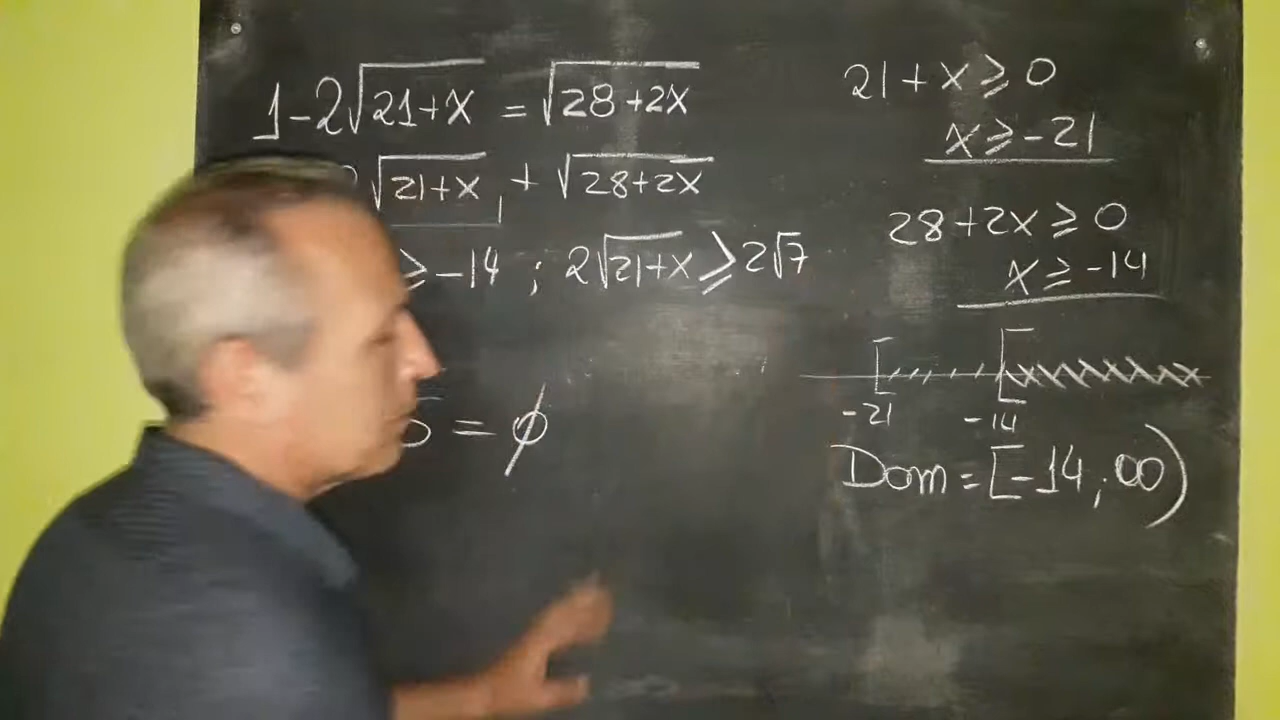 1-2√21+x = √28+2x
√21+x + √28+2x
≥ -14 ; 2√21+x ≥ 2√7
= ϕ
21+x ≥ 0
x ≥ -21
28+2x ≥ 0
x ≥ -14
-21 -14
Dom = [-14, ∞)